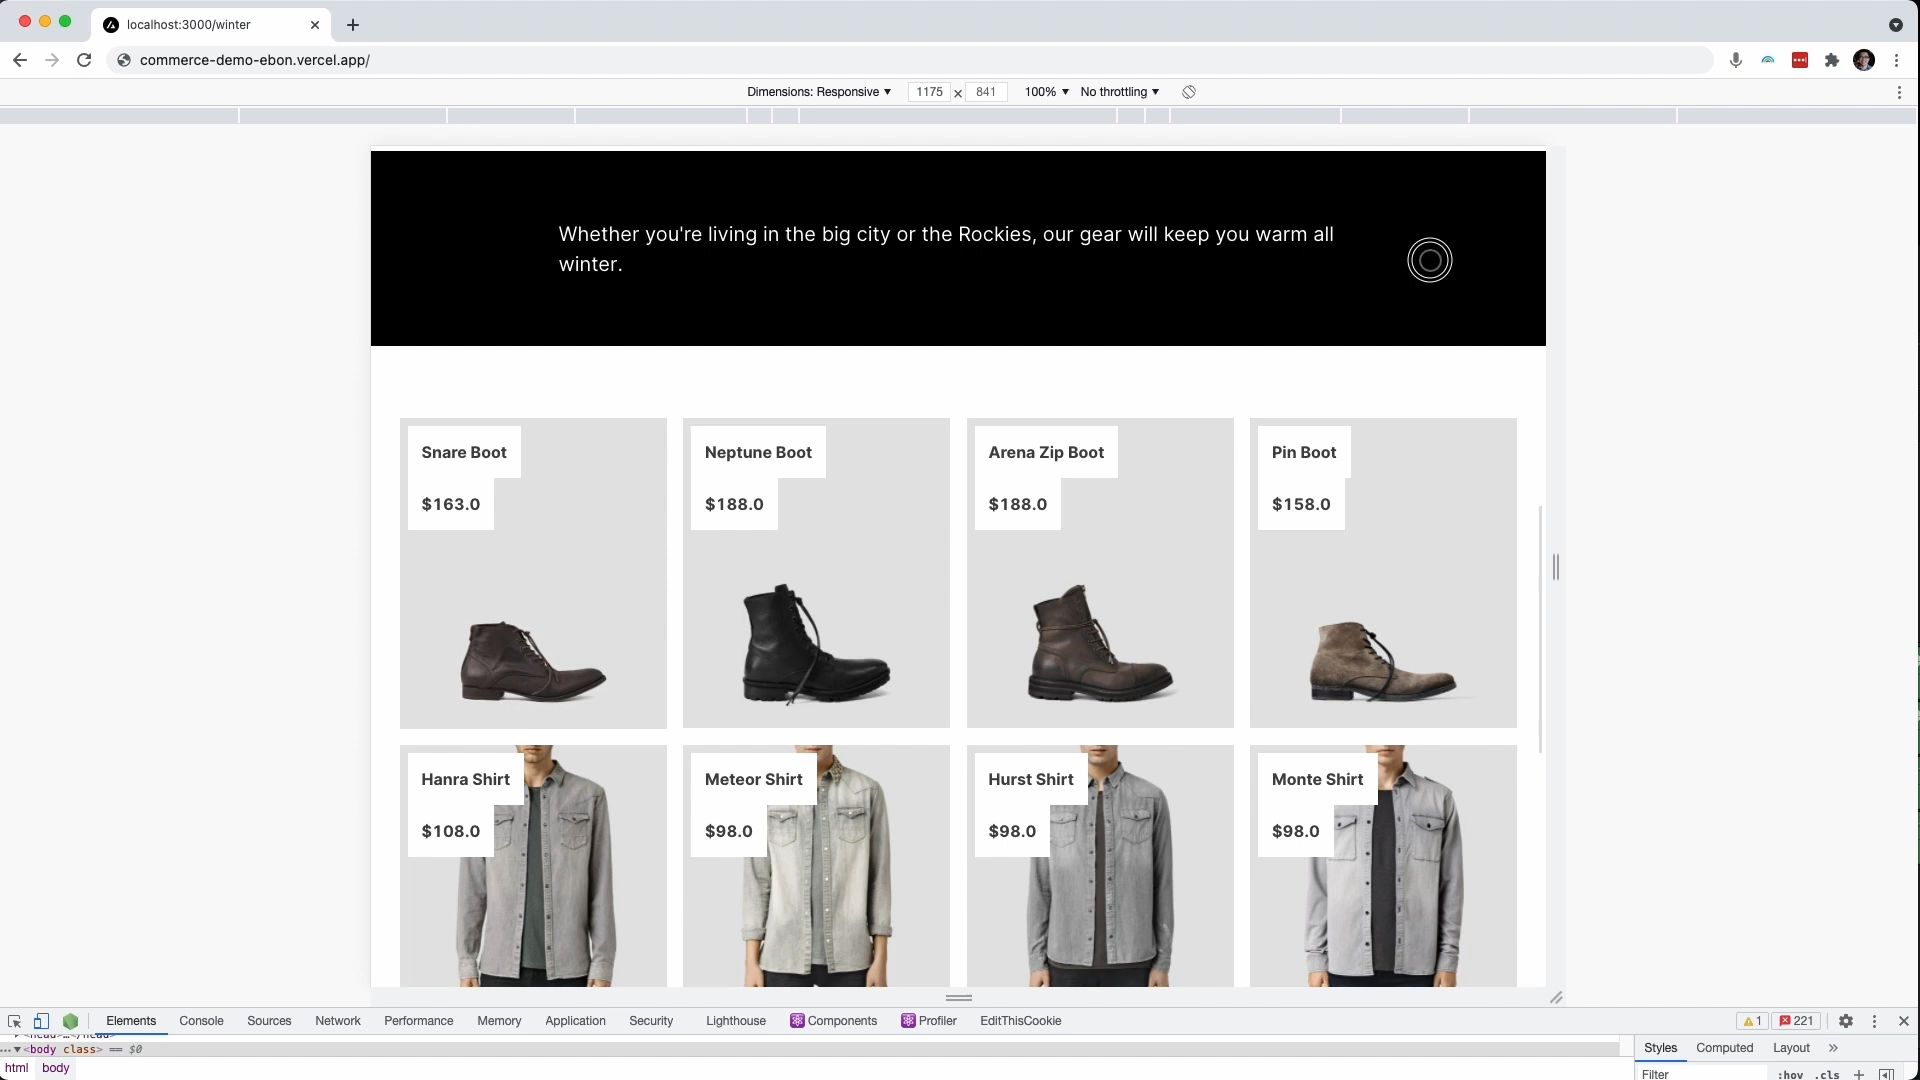 localhost:3000/winter
commerce-demo-ebon.vercel.app/
Dimensions: Responsive 1175 x 841 100% No throttling
Whether you're living in the big city or the Rockies, our gear will keep you warm all
winter.
Snare Boot
$163.0
Neptune Boot
$188.0
Arena Zip Boot
$188.0
Pin Boot
$158.0
Hanra Shirt
$108.0
Meteor Shirt
$98.0
Hurst Shirt
$98.0
Monte Shirt
$98.0
Elements Console Sources Network Performance Memory Application Security Lighthouse Components Profiler EditThisCookie 1 221
<head>…</head>
<body class> == $0
html body
Styles Computed Layout
Filter :hov .cls